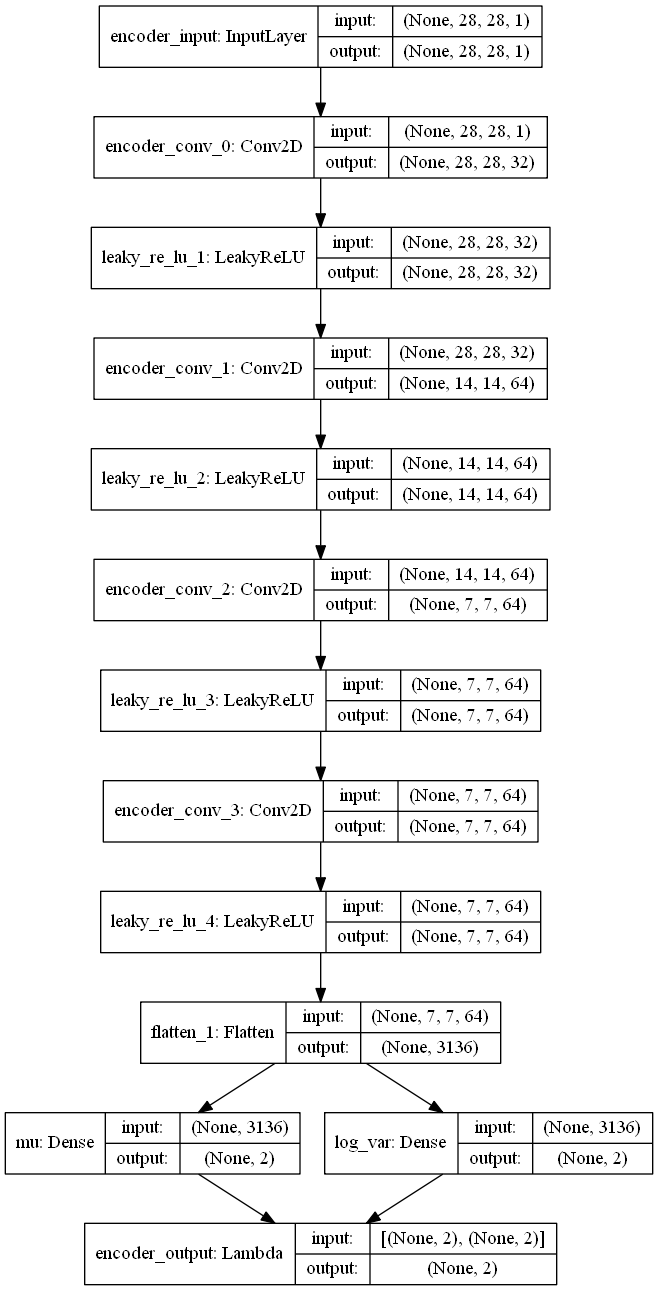 encoder_input: InputLayer
input: (None, 28, 28, 1)
output: (None, 28, 28, 1)
encoder_conv_0: Conv2D
input: (None, 28, 28, 1)
output: (None, 28, 28, 32)
leaky_re_lu_1: LeakyReLU
input: (None, 28, 28, 32)
output: (None, 28, 28, 32)
encoder_conv_1: Conv2D
input: (None, 28, 28, 32)
output: (None, 14, 14, 64)
leaky_re_lu_2: LeakyReLU
input: (None, 14, 14, 64)
output: (None, 14, 14, 64)
encoder_conv_2: Conv2D
input: (None, 14, 14, 64)
output: (None, 7, 7, 64)
leaky_re_lu_3: LeakyReLU
input: (None, 7, 7, 64)
output: (None, 7, 7, 64)
encoder_conv_3: Conv2D
input: (None, 7, 7, 64)
output: (None, 7, 7, 64)
leaky_re_lu_4: LeakyReLU
input: (None, 7, 7, 64)
output: (None, 7, 7, 64)
flatten_1: Flatten
input: (None, 7, 7, 64)
output: (None, 3136)
mu: Dense
input: (None, 3136)
output: (None, 2)
log_var: Dense
input: (None, 3136)
output: (None, 2)
encoder_output: Lambda
input: [(None, 2), (None, 2)]
output: (None, 2)